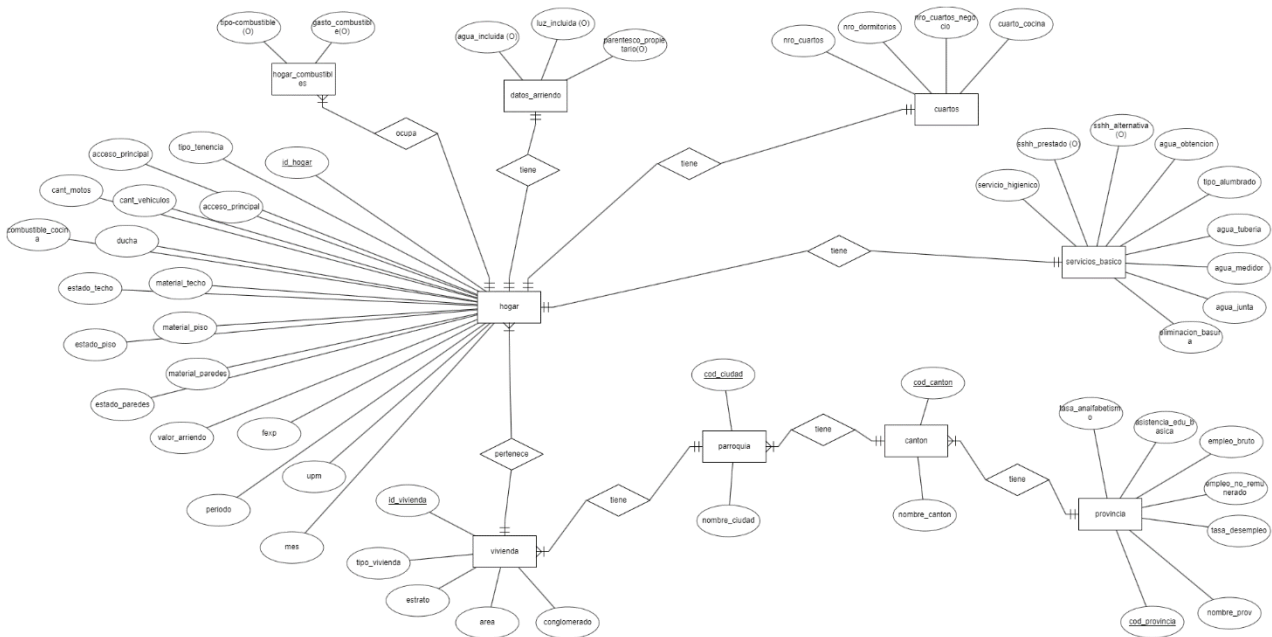 tipo-combustible
(O)
gasto_combustibl
e(O)
hogar_combustibl
es
agua_incluida (O)
luz_incluida (O)
parentesco_propie
tario(O)
datos_arriendo
nro_cuartos
nro_dormitorios
nro_cuartos_nego
cio
cuarto_cocina
cuartos
ocupa
tiene
tiene
acceso_principal
tipo_tenencia
id_hogar
cant_motos
cant_vehiculos
acceso_principal
combustible_coci
na
ducha
estado_techo
material_techo
material_piso
estado_piso
material_paredes
estado_paredes
valor_arriendo
fexp
upm
periodo
mes
hogar
tiene
servicio_higienico
sshh_prestado (O)
sshh_alternativa
(O)
agua_obtencion
tipo_alumbrado
agua_tuberia
agua_medidor
agua_junta
eliminacion_basur
a
servicios_basico
pertenece
id_vivienda
tipo_vivienda
estrato
area
conglomerado
vivienda
tiene
cod_ciudad
parroquia
nombre_ciudad
tiene
cod_canton
canton
nombre_canton
tiene
tasa_analfabetism
o
asistencia_edu_b
asica
empleo_bruto
empleo_no_remu
nerado
tasa_desempleo
provincia
nombre_prov
cod_provincia